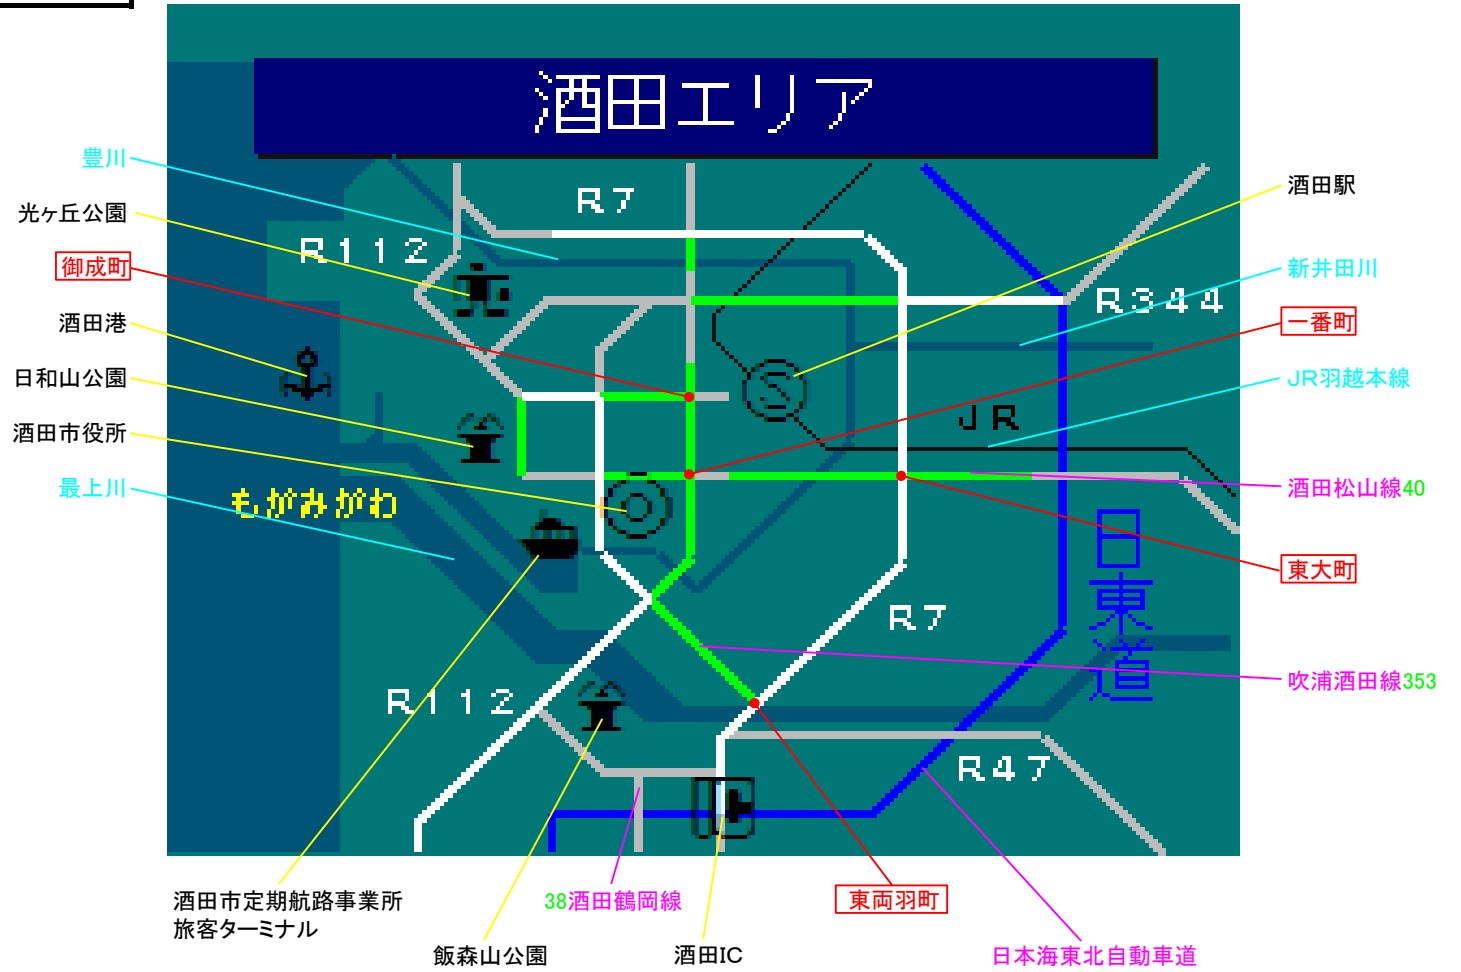 酒田エリア
豊川
光ヶ丘公園
御成町
酒田港
日和山公園
酒田市役所
最上川
もがみがわ
R7
R112
R344
JR
R7
R112
R47
日東道
酒田駅
新井田川
一番町
JR羽越本線
酒田松山線40
東大町
吹浦酒田線353
酒田市定期航路事業所
旅客ターミナル
38酒田鶴岡線
東両羽町
飯森山公園
酒田IC
日本海東北自動車道